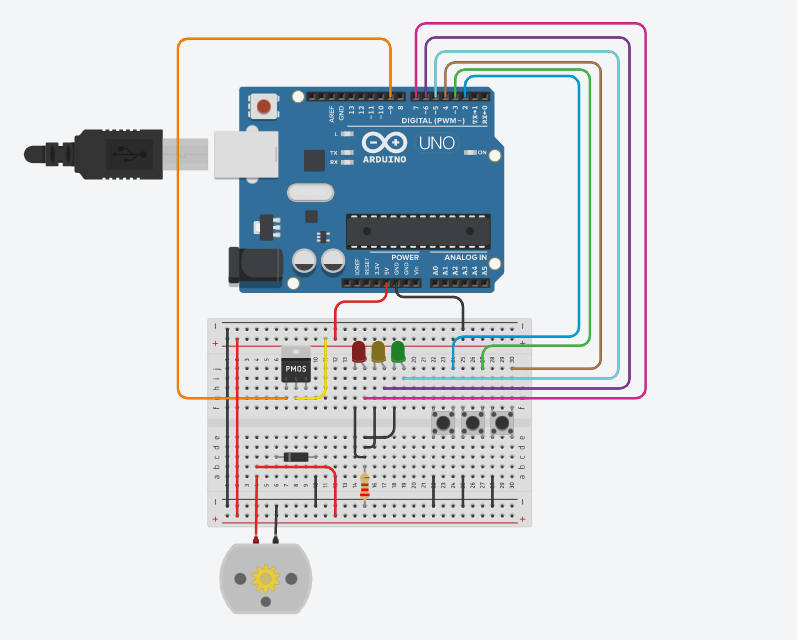 AREF
GND
13
12
~11
~10
~9
8
7
~6
~5
4
~3
2
TX→1
RX←0
DIGITAL (PWM~)
L
TX
RX
UNO
ON
ARDUINO
POWER
ANALOG IN
IOREF
RESET
3.3V
5V
GND
GND
Vin
A0
A1
A2
A3
A4
A5
PMOS